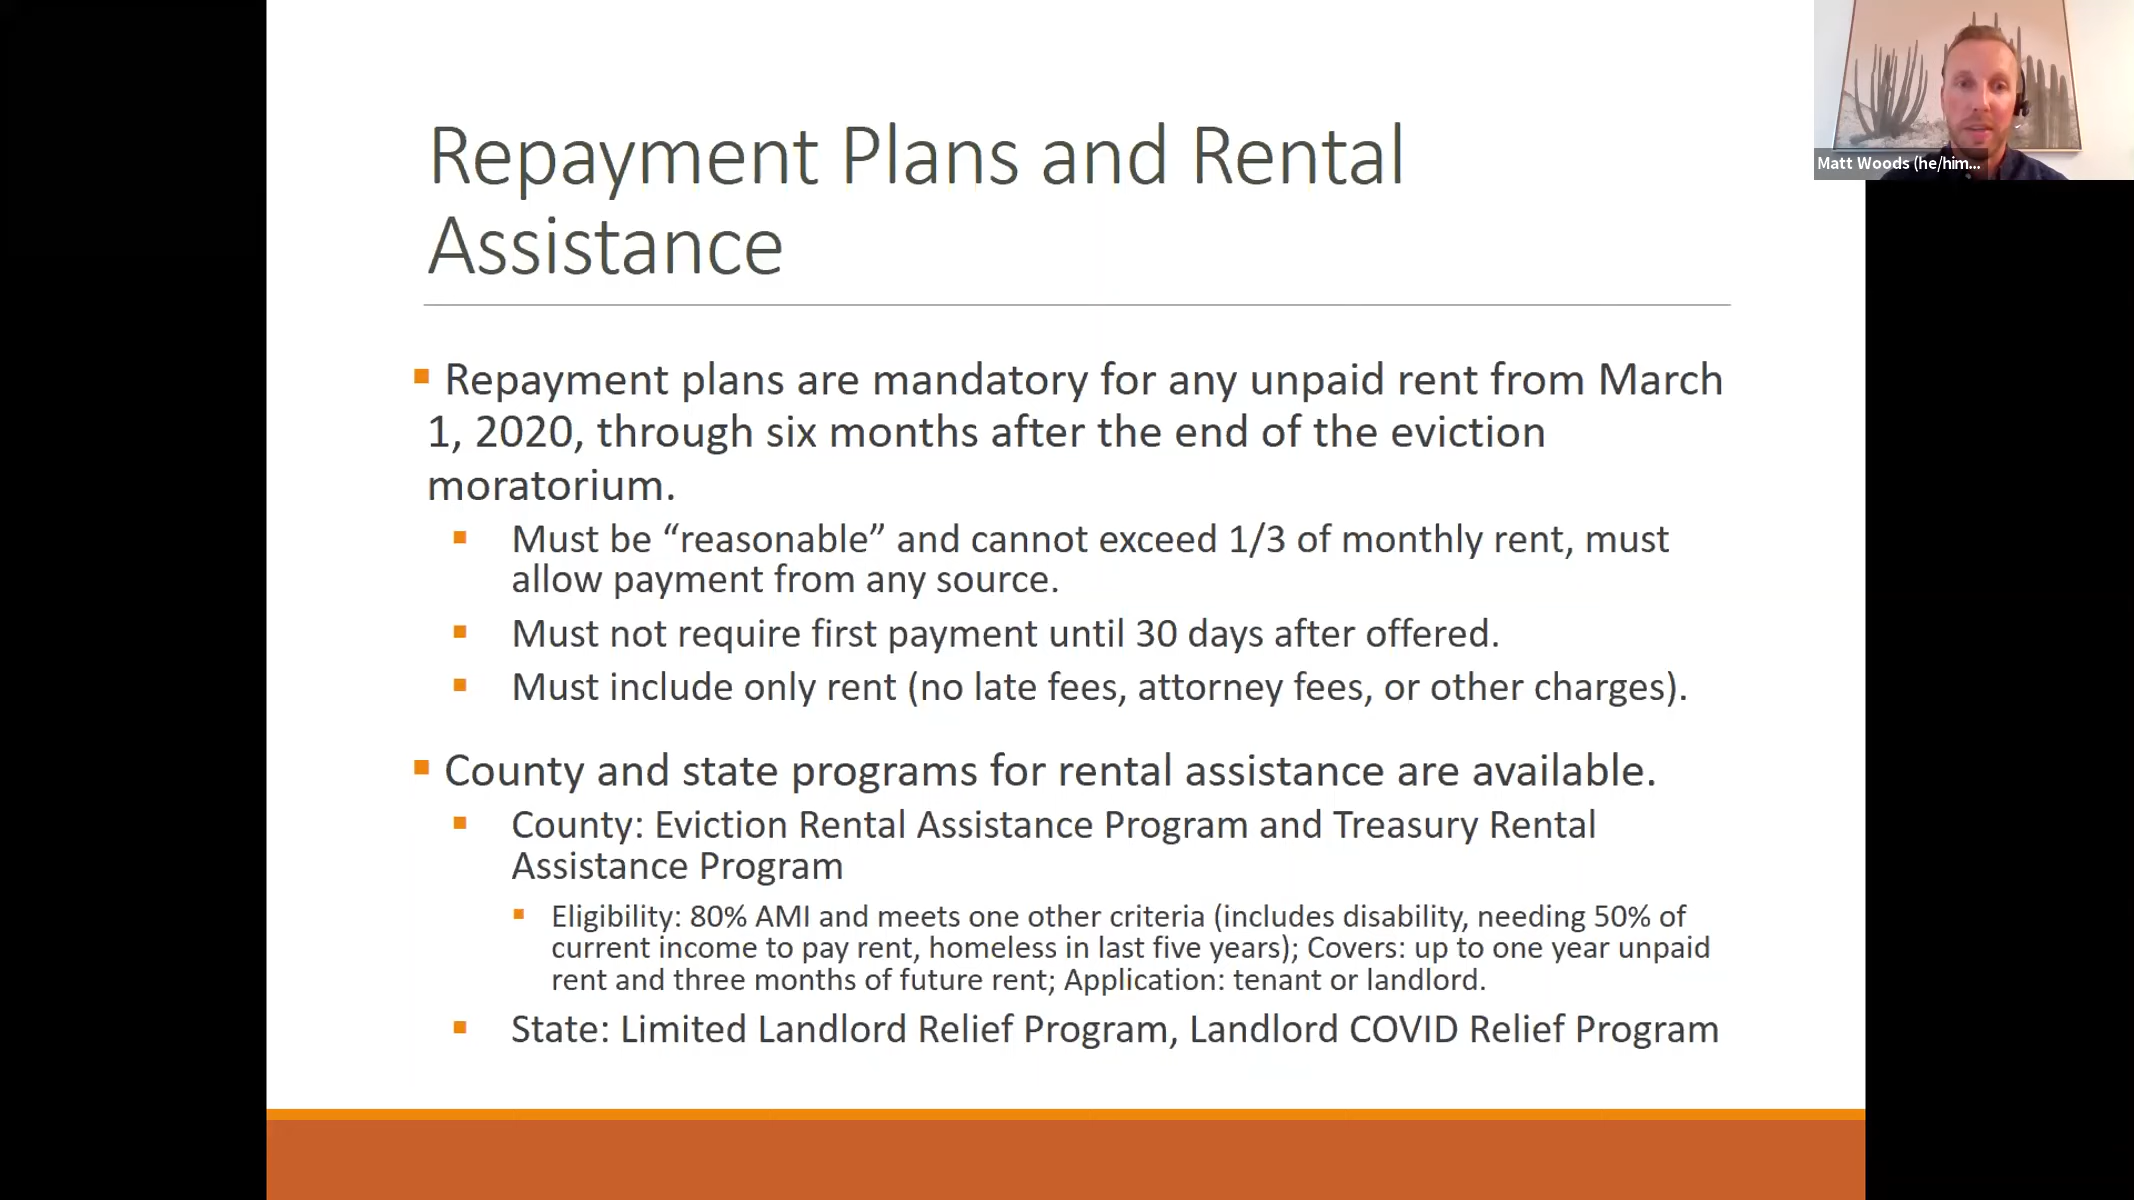 Matt Woods (he/him...
Repayment Plans and Rental
Assistance
▪ Repayment plans are mandatory for any unpaid rent from March
1, 2020, through six months after the end of the eviction
moratorium.
▪ Must be “reasonable” and cannot exceed 1/3 of monthly rent, must
allow payment from any source.
▪ Must not require first payment until 30 days after offered.
▪ Must include only rent (no late fees, attorney fees, or other charges).
▪ County and state programs for rental assistance are available.
▪ County: Eviction Rental Assistance Program and Treasury Rental
Assistance Program
▪ Eligibility: 80% AMI and meets one other criteria (includes disability, needing 50% of
current income to pay rent, homeless in last five years); Covers: up to one year unpaid
rent and three months of future rent; Application: tenant or landlord.
▪ State: Limited Landlord Relief Program, Landlord COVID Relief Program